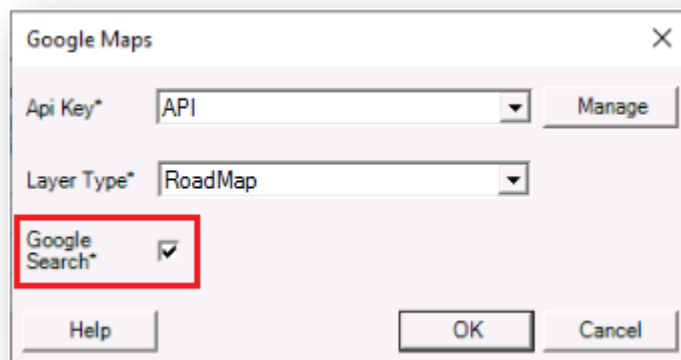 Google Maps
Api Key* API Manage
Layer Type* RoadMap
Google
Search*
Help OK Cancel